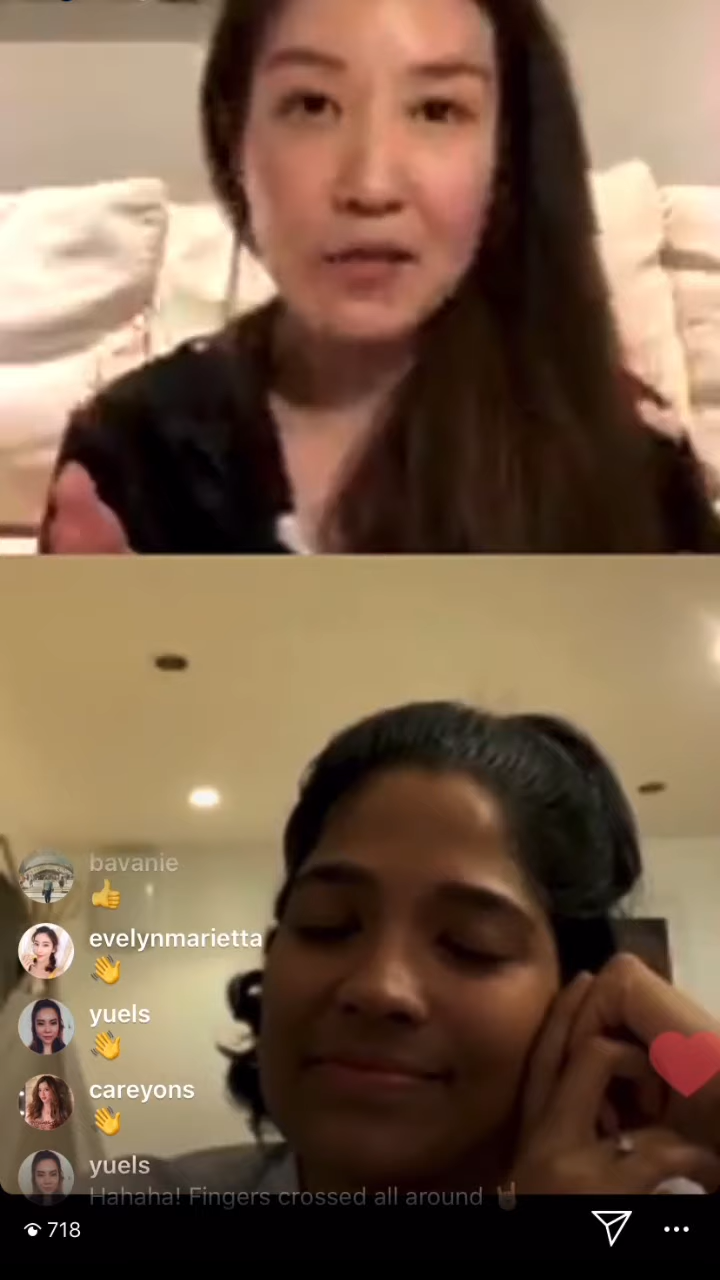 bavanie
👍
evelynmarietta
👋
yuels
👋
careyons
👋
yuels
Hahaha! Fingers crossed all around 🤘
718